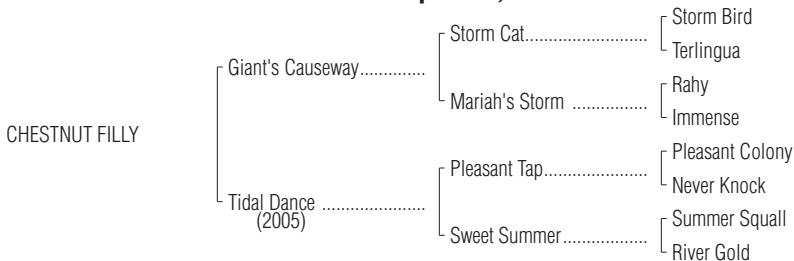 Storm Bird
Storm Cat..............................
Terlingua
Giant's Causeway..............
Rahy
Mariah's Storm ..................
Immense
CHESTNUT FILLY
Pleasant Colony
Pleasant Tap.........................
Never Knock
Tidal Dance .........................
(2005)
Summer Squall
Sweet Summer.....................
River Gold